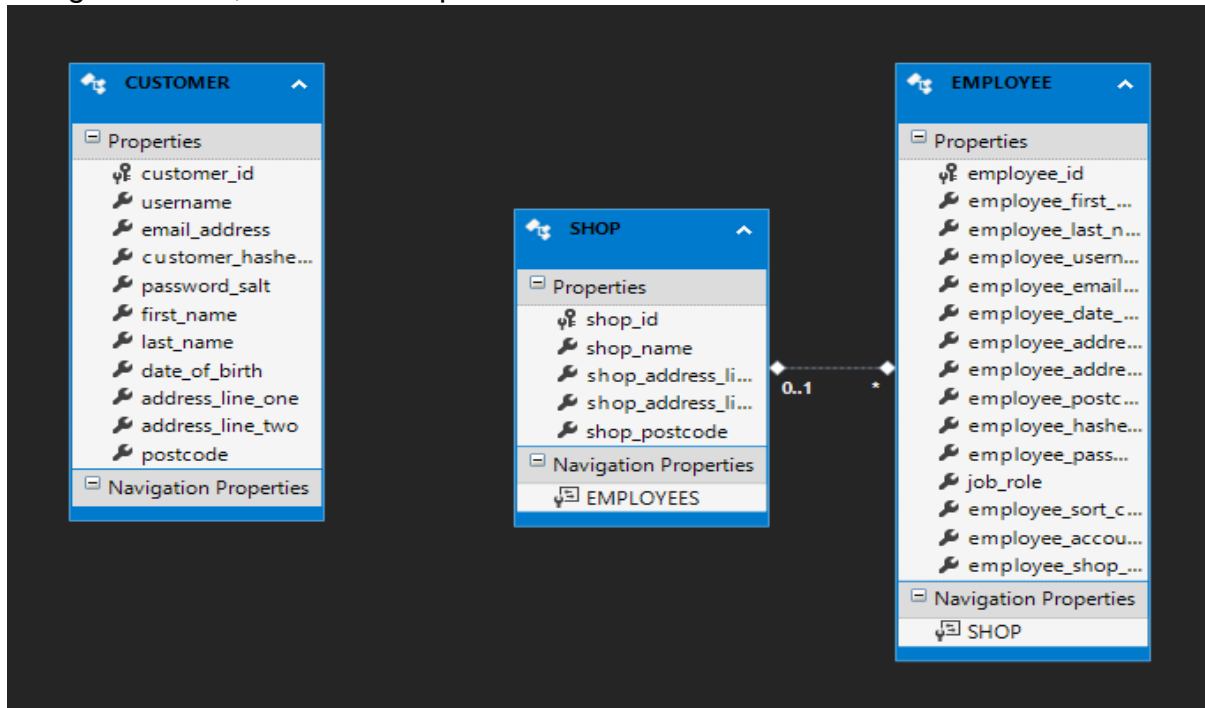 CUSTOMER
Properties
customer_id
username
email_address
customer_hashe...
password_salt
first_name
last_name
date_of_birth
address_line_one
address_line_two
postcode
Navigation Properties
SHOP
Properties
shop_id
shop_name
shop_address_li...
shop_address_li...
shop_postcode
Navigation Properties
EMPLOYEES
0..1
*
EMPLOYEE
Properties
employee_id
employee_first_...
employee_last_n...
employee_usern...
employee_email...
employee_date_...
employee_addre...
employee_addre...
employee_postc...
employee_hashe...
employee_pass...
job_role
employee_sort_c...
employee_accou...
employee_shop_...
Navigation Properties
SHOP